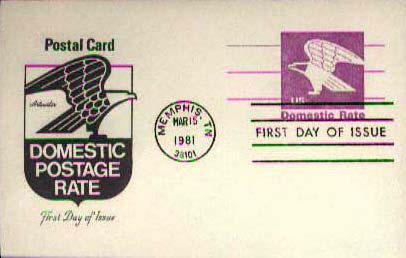 Postal Card
Artmaster
DOMESTIC
POSTAGE
RATE
First Day of Issue
MEMPHIS, TN
MAR 15
1981
38101
US
Domestic Rate
FIRST DAY OF ISSUE